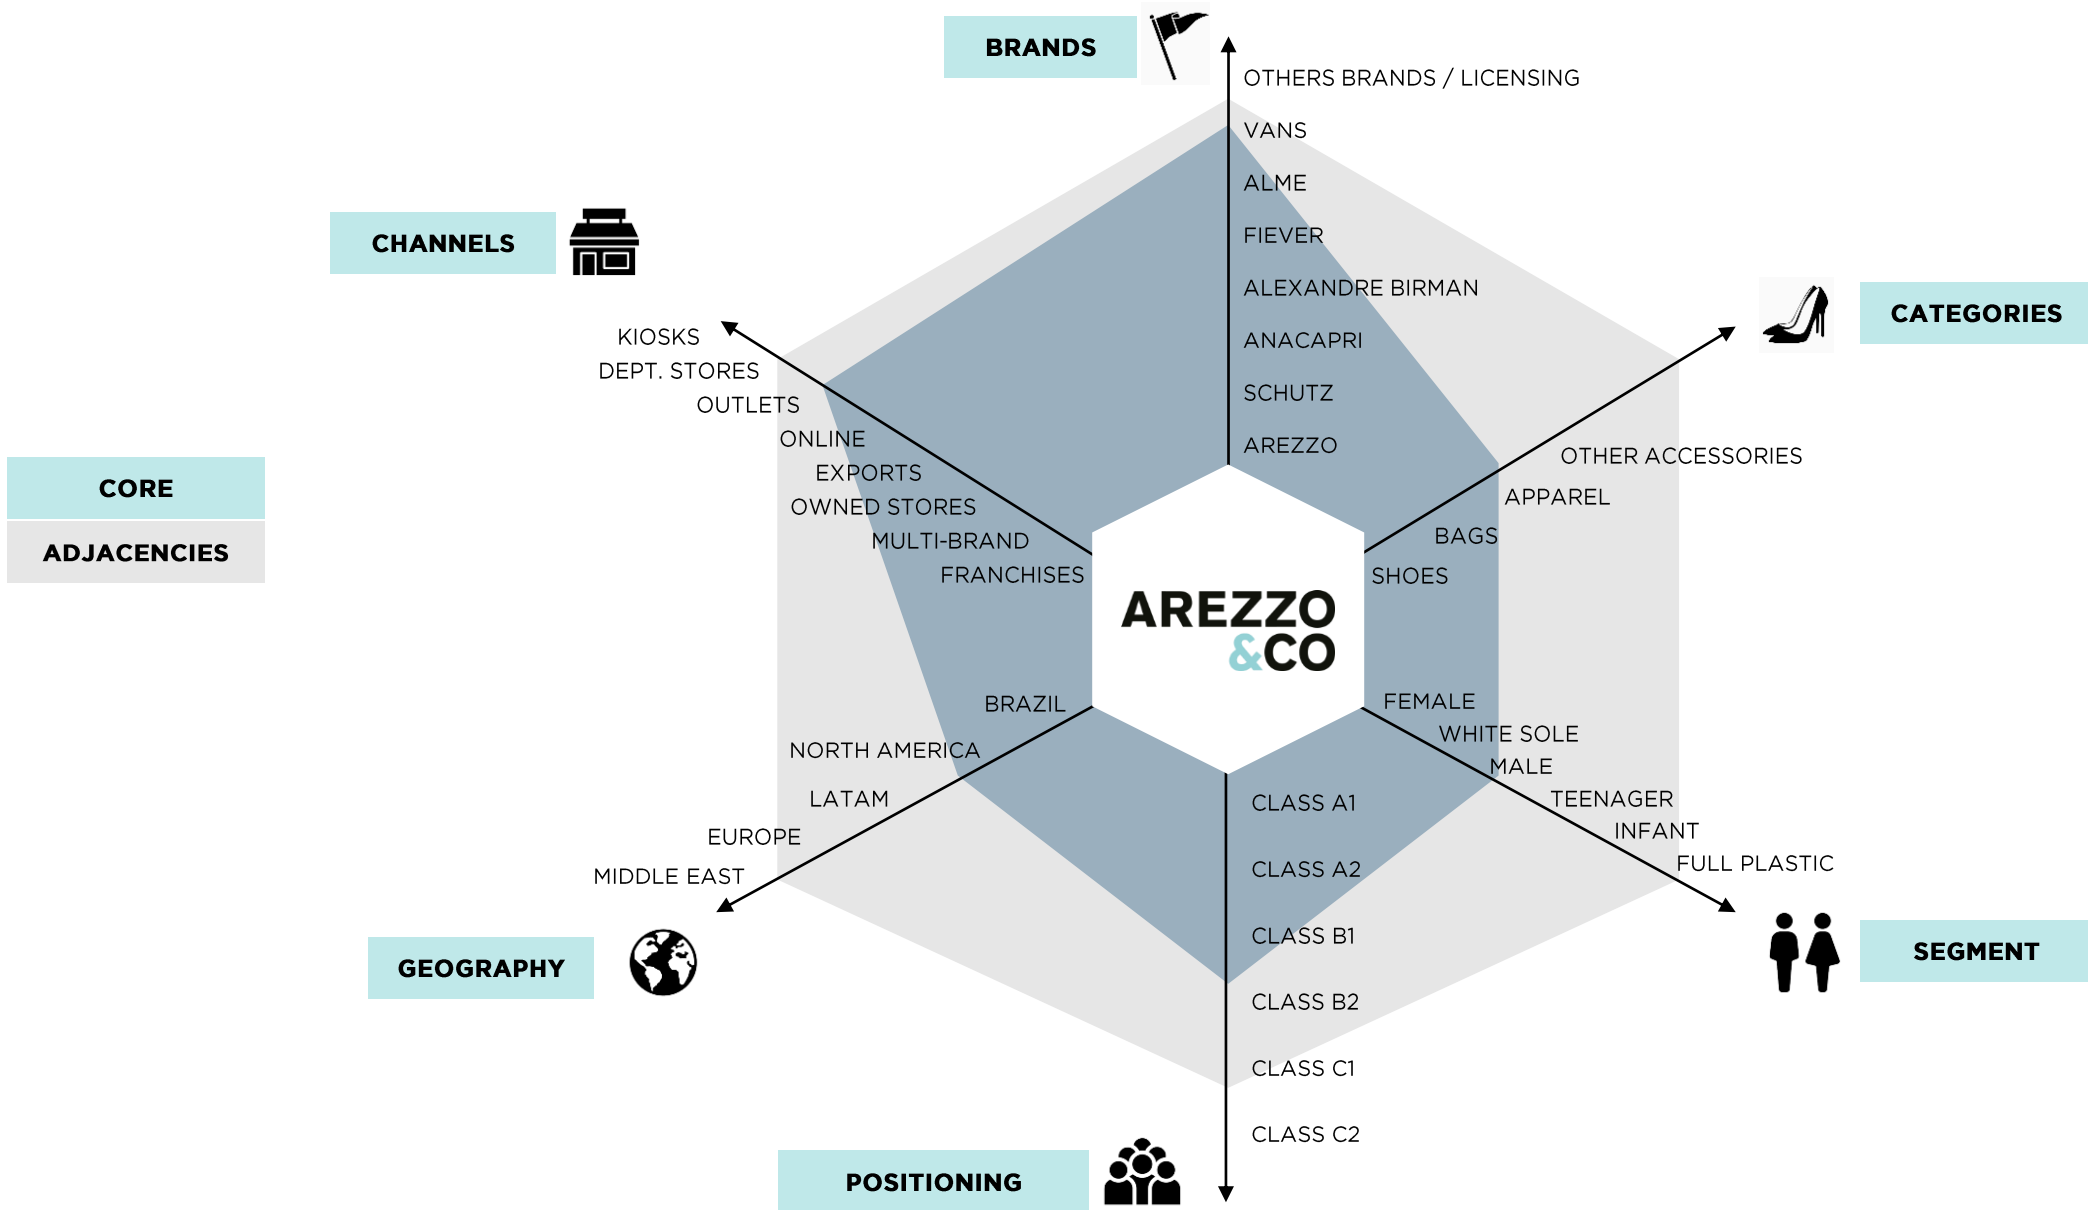 BRANDS
OTHERS BRANDS / LICENSING
VANS
ALME
FIEVER
ALEXANDRE BIRMAN
ANACAPRI
SCHUTZ
AREZZO
CHANNELS
KIOSKS
DEPT. STORES
OUTLETS
ONLINE
EXPORTS
OWNED STORES
MULTI-BRAND
FRANCHISES
CATEGORIES
OTHER ACCESSORIES
APPAREL
BAGS
SHOES
CORE
ADJACENCIES
AREZZO
&CO
BRAZIL
NORTH AMERICA
LATAM
EUROPE
MIDDLE EAST
GEOGRAPHY
FEMALE
WHITE SOLE
MALE
TEENAGER
INFANT
FULL PLASTIC
SEGMENT
CLASS A1
CLASS A2
CLASS B1
CLASS B2
CLASS C1
CLASS C2
POSITIONING